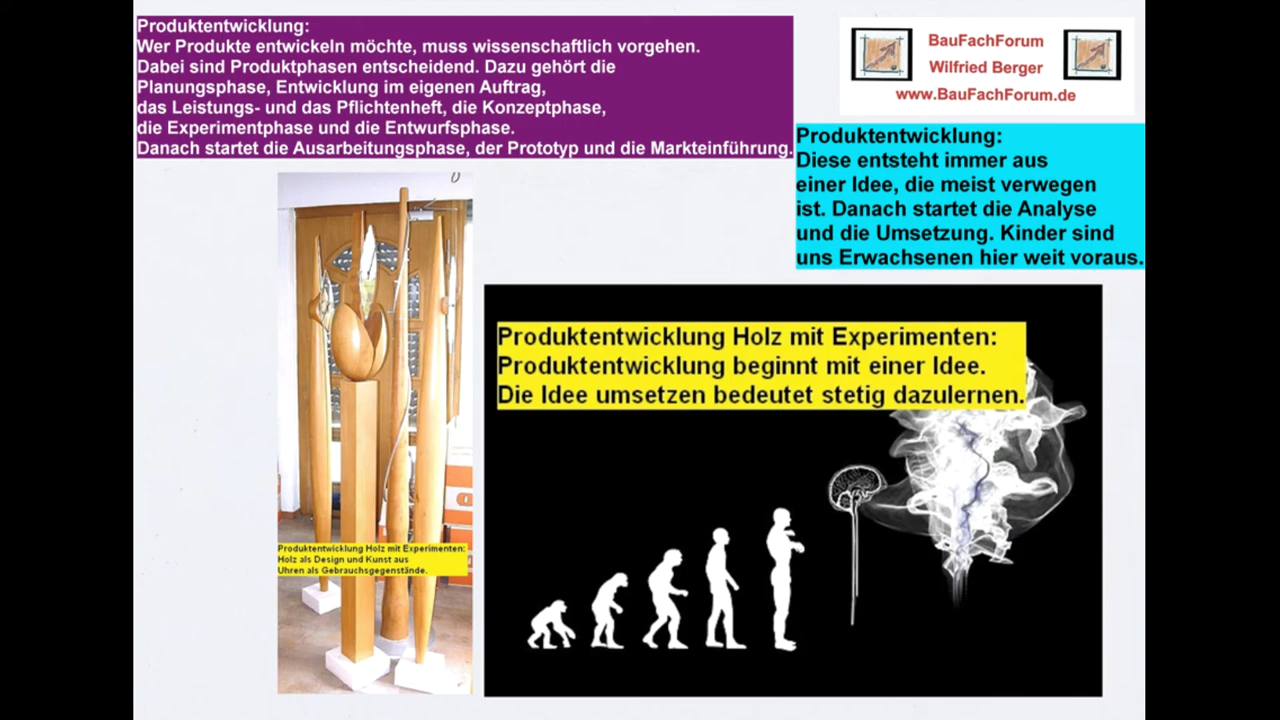 Produktentwicklung:
Wer Produkte entwickeln möchte, muss wissenschaftlich vorgehen.
Dabei sind Produktphasen entscheidend. Dazu gehört die
Planungsphase, Entwicklung im eigenen Auftrag,
das Leistungs- und das Pflichtenheft, die Konzeptphase,
die Experimentphase und die Entwurfsphase.
Danach startet die Ausarbeitungsphase, der Prototyp und die Markteinführung.
BauFachForum
Wilfried Berger
www.BauFachForum.de
Produktentwicklung:
Diese entsteht immer aus
einer Idee, die meist verwegen
ist. Danach startet die Analyse
und die Umsetzung. Kinder sind
uns Erwachsenen hier weit voraus.
Produktentwicklung Holz mit Experimenten:
Produktentwicklung beginnt mit einer Idee.
Die Idee umsetzen bedeutet stetig dazulernen.
Produktentwicklung Holz mit Experimenten:
Holz als Design und Kunst aus
Uhren als Gebrauchsgegenstände.